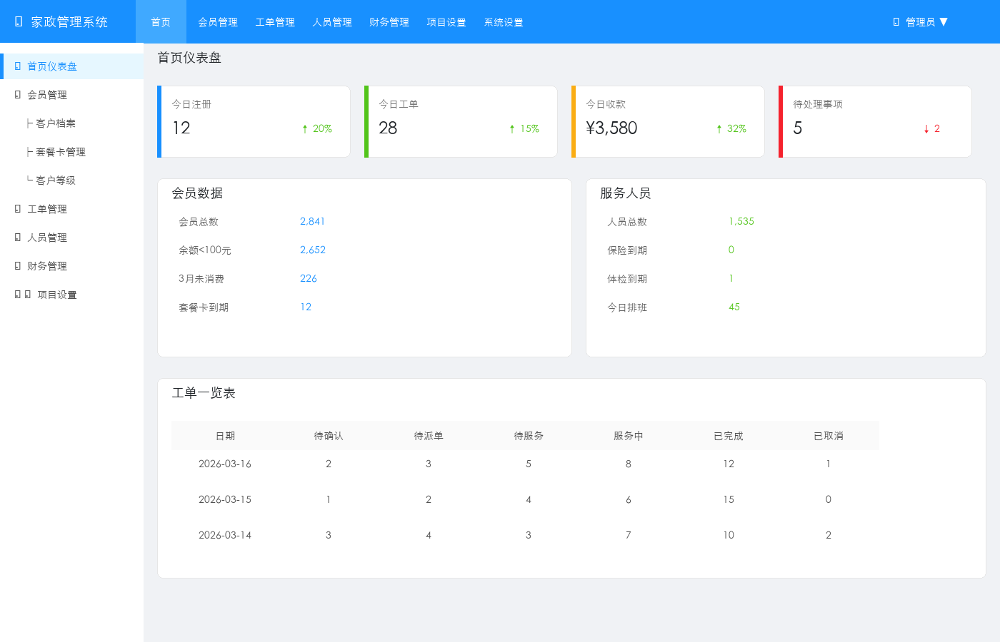 家政管理系统 首页 会员管理 工单管理 人员管理 财务管理 项目设置 系统设置 管理员 ▼
首页仪表盘
会员管理
├ 客户档案
├ 套餐卡管理
└ 客户等级
工单管理
人员管理
财务管理
项目设置
首页仪表盘
今日注册
12 ↑ 20%
今日工单
28 ↑ 15%
今日收款
¥3,580 ↑ 32%
待处理事项
5 ↓ 2
会员数据
会员总数 2,841
余额<100元 2,652
3月未消费 226
套餐卡到期 12
服务人员
人员总数 1,535
保险到期 0
体检到期 1
今日排班 45
工单一览表
日期 待确认 待派单 待服务 服务中 已完成 已取消
2026-03-16 2 3 5 8 12 1
2026-03-15 1 2 4 6 15 0
2026-03-14 3 4 3 7 10 2